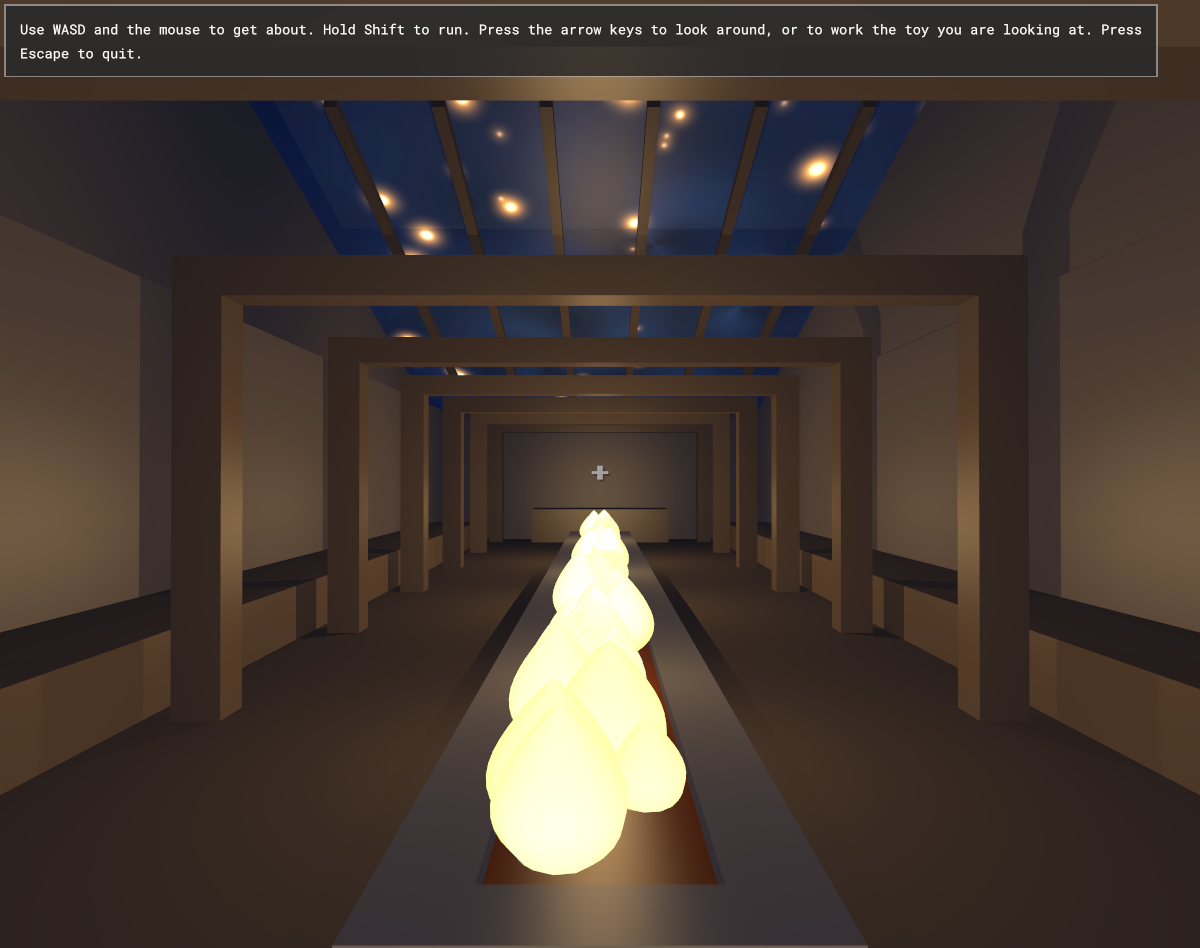 Use WASD and the mouse to get about. Hold Shift to run. Press the arrow keys to look around, or to work the toy you are looking at. Press
Escape to quit.